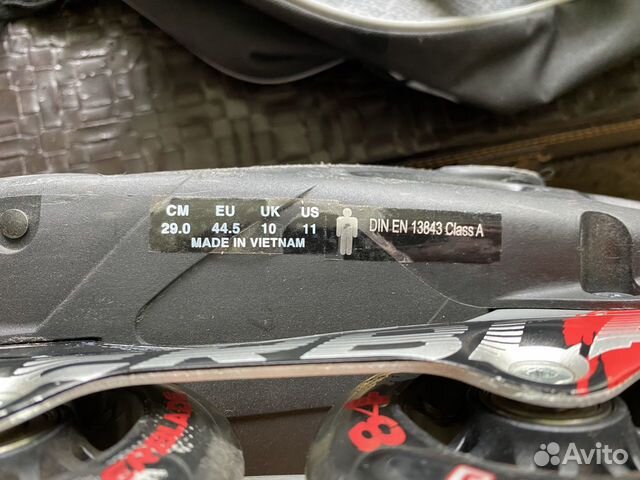 CM EU UK US
29.0 44.5 10 11
MADE IN VIETNAM
DIN EN 13843 Class A
84
Avito